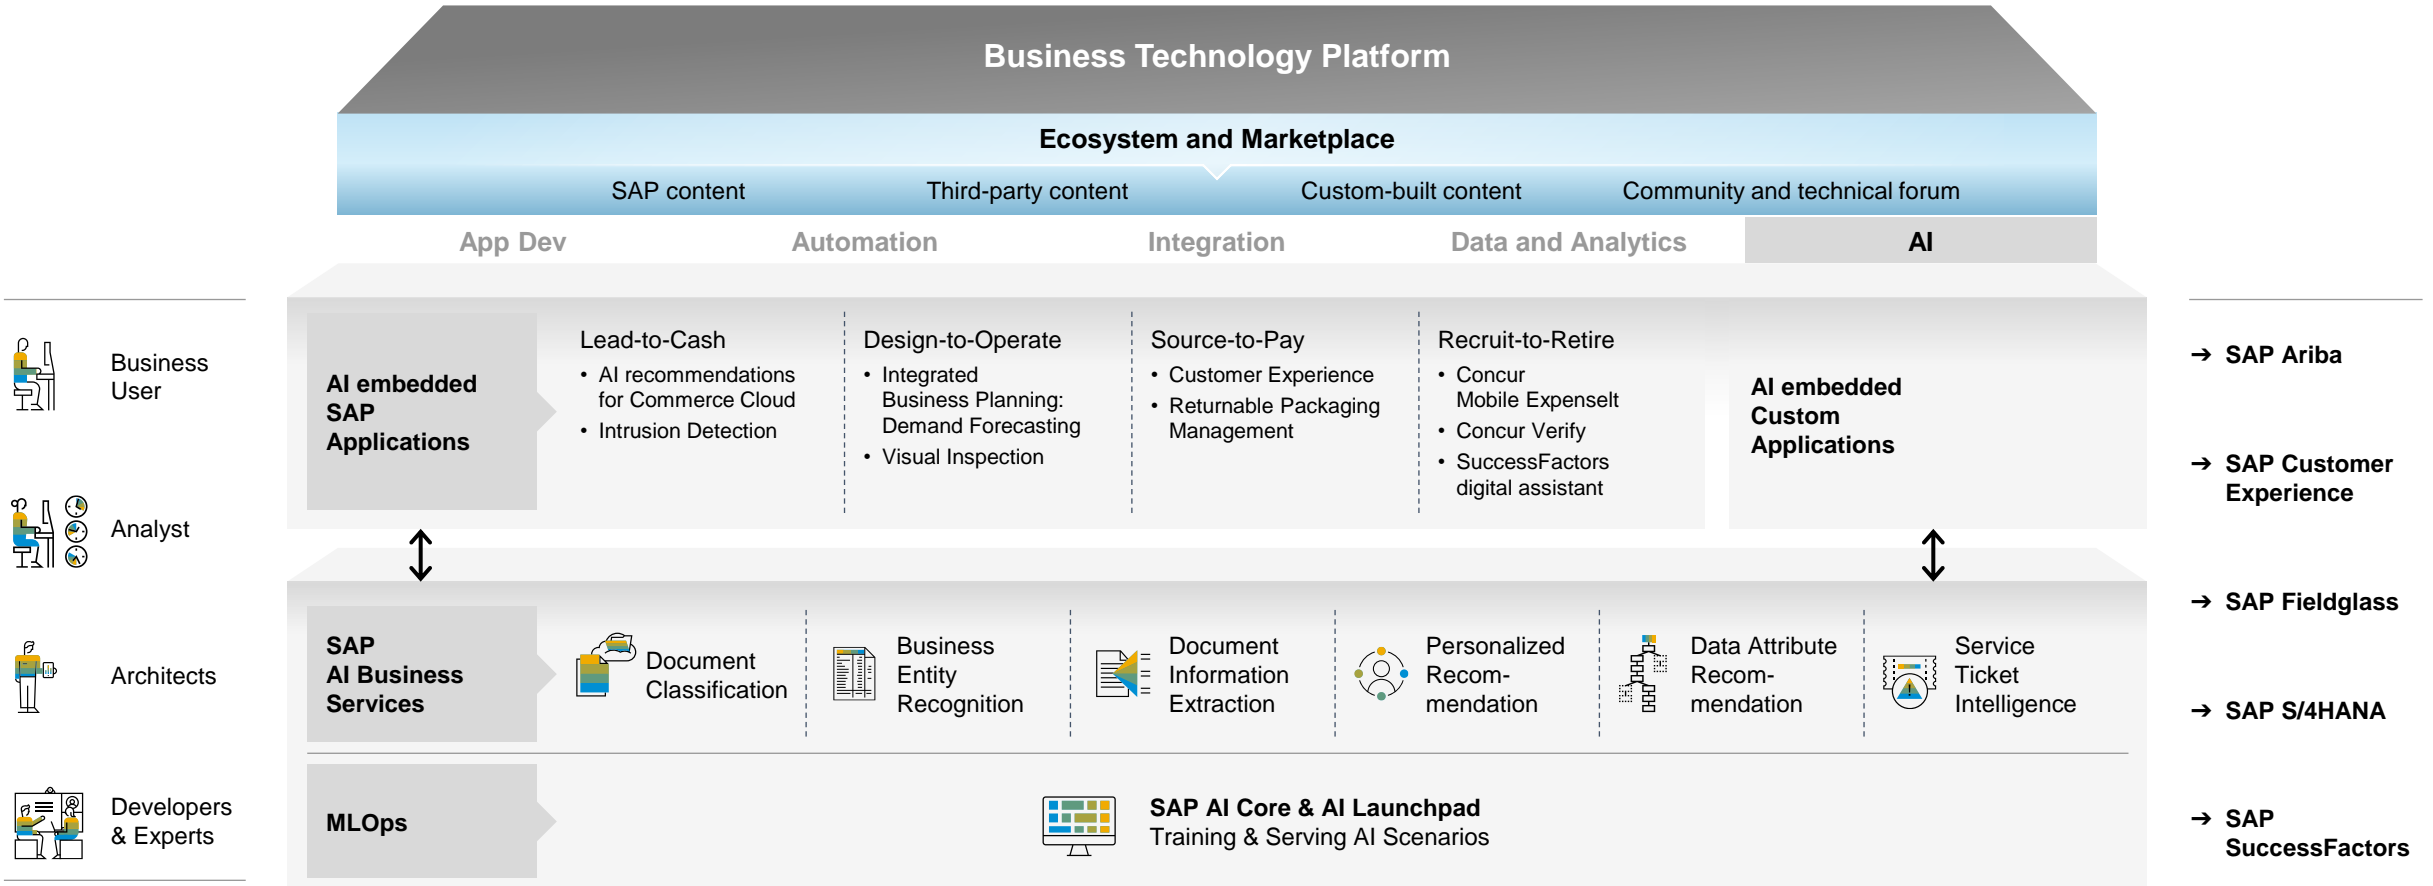 Business Technology Platform
Ecosystem and Marketplace
SAP content
Third-party content
Custom-built content
Community and technical forum
App Dev
Automation
Integration
Data and Analytics
AI
Business
User
Analyst
Architects
Developers
& Experts
AI embedded
SAP
Applications
Lead-to-Cash
• AI recommendations
for Commerce Cloud
• Intrusion Detection
Design-to-Operate
• Integrated
Business Planning:
Demand Forecasting
• Visual Inspection
Source-to-Pay
• Customer Experience
• Returnable Packaging
Management
Recruit-to-Retire
• Concur
Mobile ExpenseIt
• Concur Verify
• SuccessFactors
digital assistant
AI embedded
Custom
Applications
SAP
AI Business
Services
Document
Classification
Business
Entity
Recognition
Document
Information
Extraction
Personalized
Recom-
mendation
Data Attribute
Recom-
mendation
Service
Ticket
Intelligence
MLOps
SAP AI Core & AI Launchpad
Training & Serving AI Scenarios
➔ SAP Ariba
➔ SAP Customer
Experience
➔ SAP Fieldglass
➔ SAP S/4HANA
➔ SAP
SuccessFactors